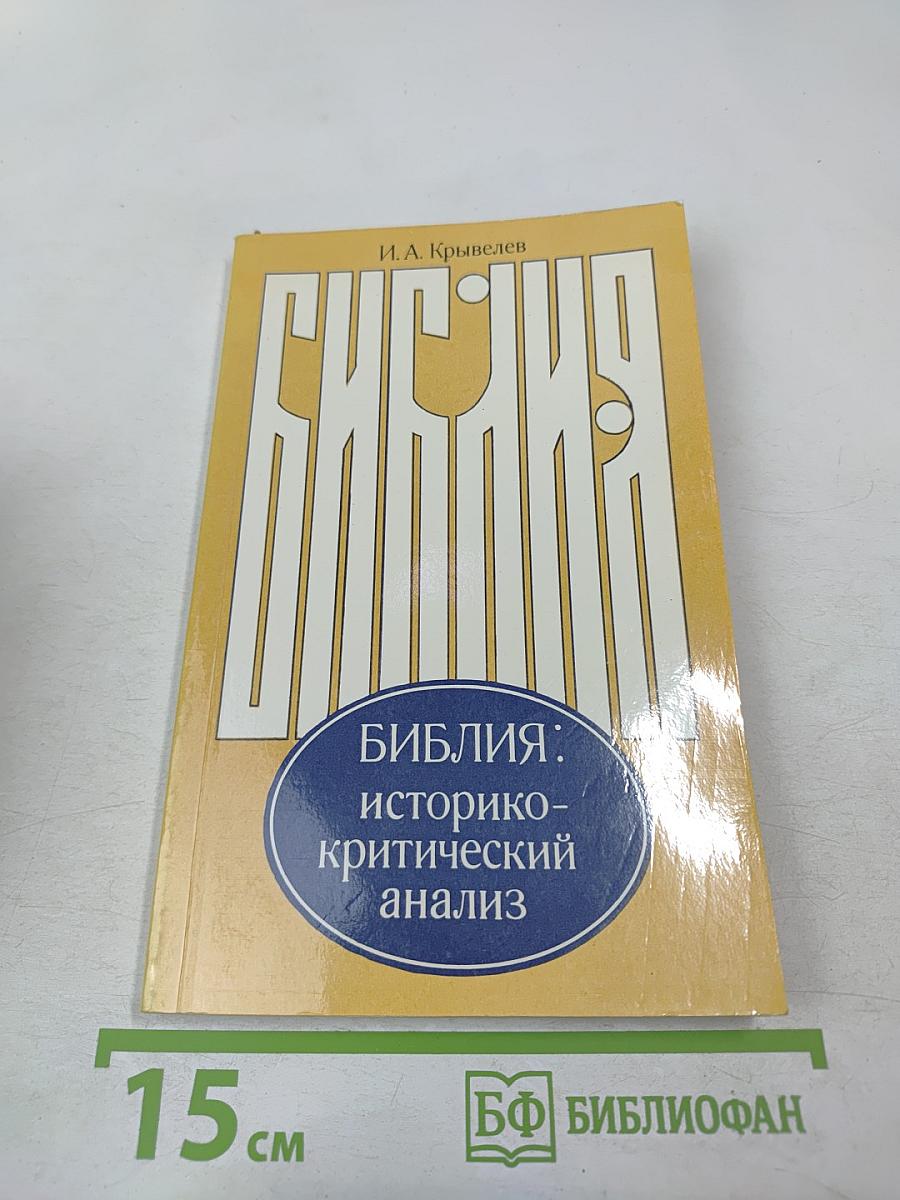 И. А. Крывелев
БИБЛИЯ
БИБЛИЯ:
историко-
критический
анализ
15 см
БФ БИБЛИОФАН